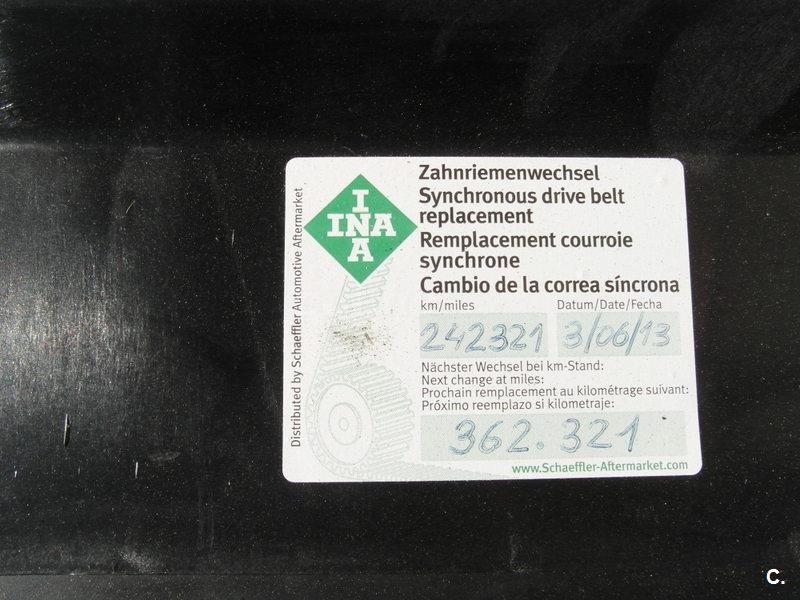 Distributed by Schaeffler Automotive Aftermarket
INA
INA
Zahnriemenwechsel
Synchronous drive belt
replacement
Remplacement courroie
synchrone
Cambio de la correa síncrona
km/miles Datum/Date/Fecha
242321 3/06/13
Nächster Wechsel bei km-Stand:
Next change at miles:
Prochain remplacement au kilométrage suivant:
Próximo reemplazo si kilometraje:
362.321
www.Schaeffler-Aftermarket.com
C.